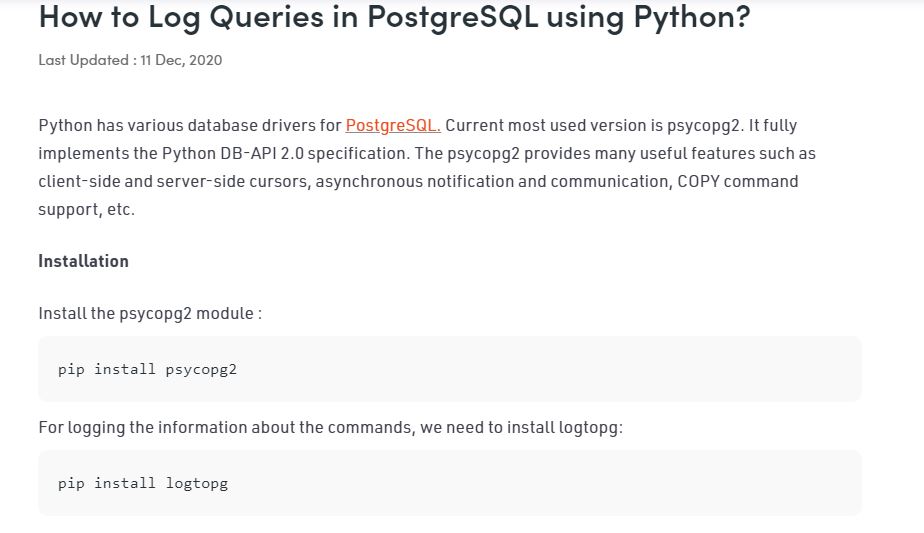 How to Log Queries in PostgreSQL using Python?
Last Updated : 11 Dec, 2020
Python has various database drivers for PostgreSQL. Current most used version is psycopg2. It fully
implements the Python DB-API 2.0 specification. The psycopg2 provides many useful features such as
client-side and server-side cursors, asynchronous notification and communication, COPY command
support, etc.
Installation
Install the psycopg2 module :
pip install psycopg2
For logging the information about the commands, we need to install logtopg:
pip install logtopg